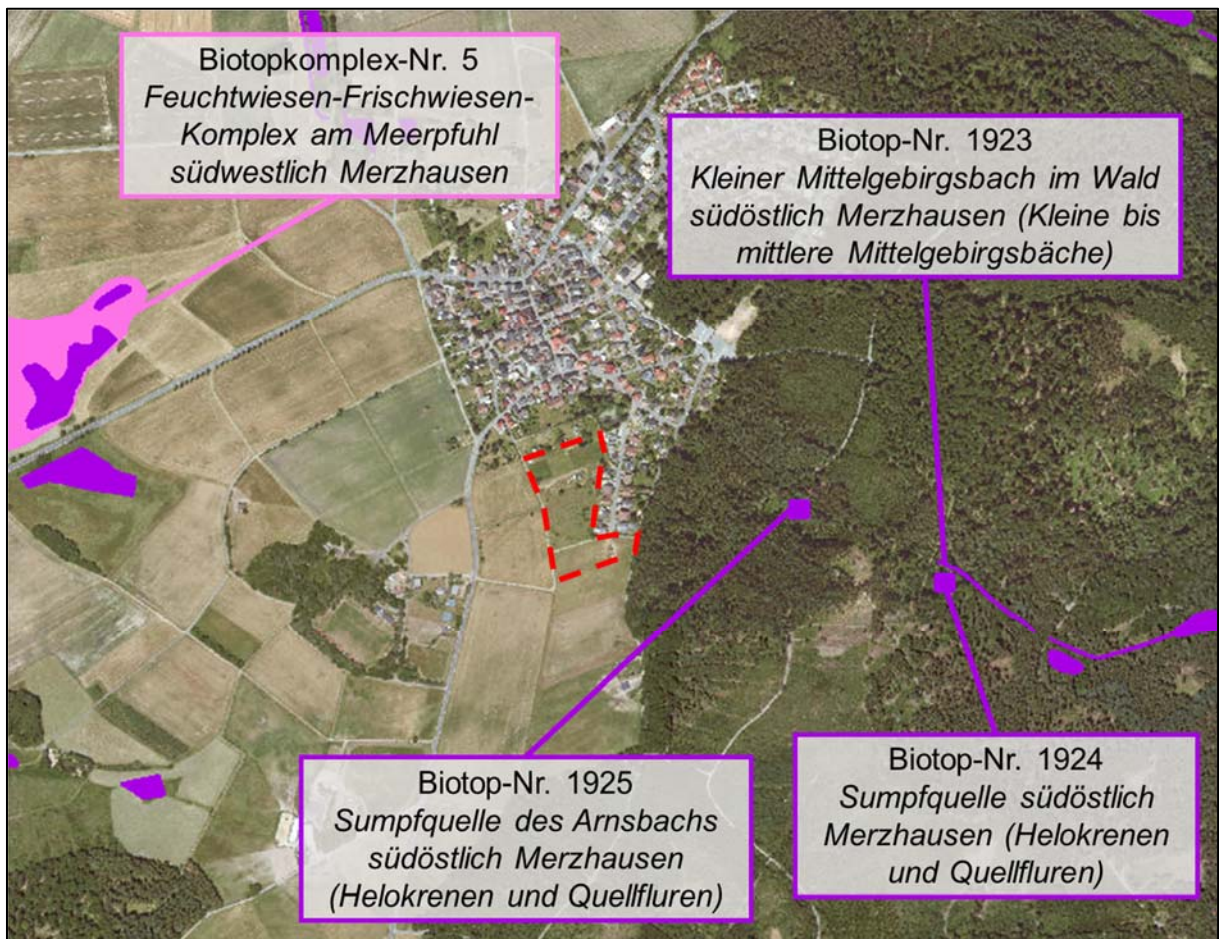 Biotopkomplex-Nr. 5
Feuchtwiesen-Frischwiesen-
Komplex am Meerpfuhl
südwestlich Merzhausen
Biotop-Nr. 1923
Kleiner Mittelgebirgsbach im Wald
südöstlich Merzhausen (Kleine bis
mittlere Mittelgebirgsbäche)
Biotop-Nr. 1925
Sumpfquelle des Arnsbachs
südöstlich Merzhausen
(Helokrenen und Quellfluren)
Biotop-Nr. 1924
Sumpfquelle südöstlich
Merzhausen (Helokrenen
und Quellfluren)